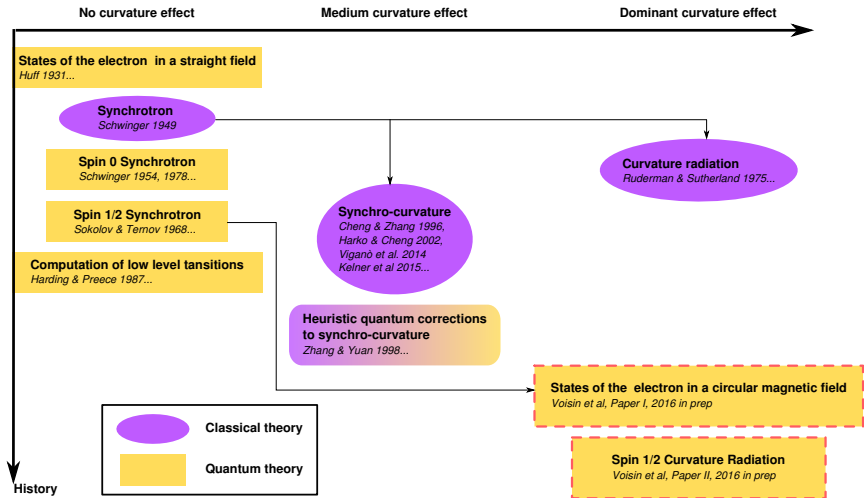 No curvature effect
Medium curvature effect
Dominant curvature effect
States of the electron in a straight field
Huff 1931...
Synchrotron
Schwinger 1949
Spin 0 Synchrotron
Schwinger 1954, 1978...
Curvature radiation
Ruderman & Sutherland 1975...
Spin 1/2 Synchrotron
Sokolov & Ternov 1968...
Synchro-curvature
Cheng & Zhang 1996,
Harko & Cheng 2002,
Viganò et al. 2014
Kelner et al 2015...
Computation of low level tansitions
Harding & Preece 1987...
Heuristic quantum corrections
to synchro-curvature
Zhang & Yuan 1998...
States of the electron in a circular magnetic field
Voisin et al, Paper I, 2016 in prep
Spin 1/2 Curvature Radiation
Voisin et al, Paper II, 2016 in prep
Classical theory
Quantum theory
History